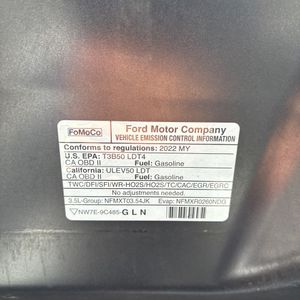 FoMoCo
Ford Motor Company
VEHICLE EMISSION CONTROL INFORMATION
Conforms to regulations: 2022 MY
U.S. EPA: T3B50 LDT4
CA OBD II Fuel: Gasoline
California: ULEV50 LDT
CA OBD II Fuel: Gasoline
TWC/DFI/SFI/WR-HO2S/HO2S/TC/CAC/EGR/EGRC
No adjustments needed.
3.5L-Group: NFMXT03.54JK Evap: NFMXR0260NDG
NW7E-9C485-GLN